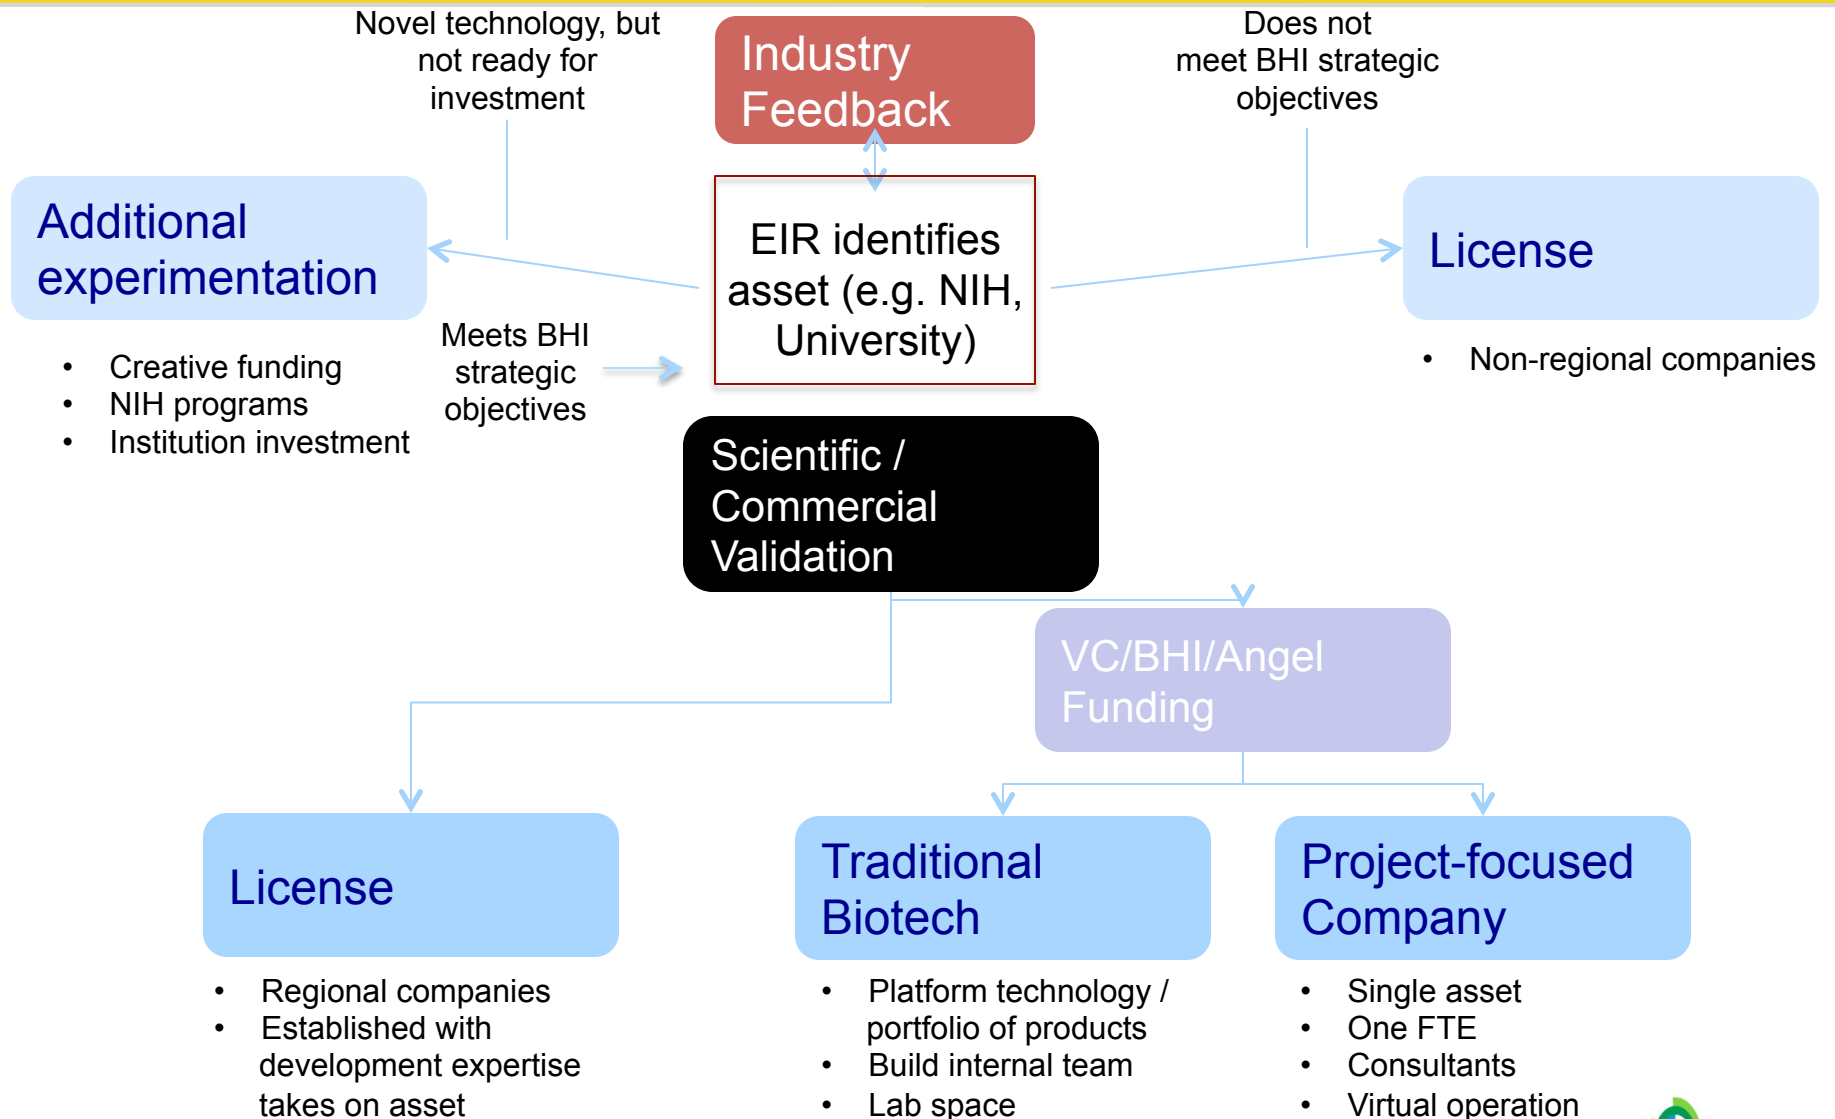 Novel technology, but
not ready for
investment
Industry
Feedback
Does not
meet BHI strategic
objectives
Additional
experimentation
EIR identifies
asset (e.g. NIH,
University)
License
• Creative funding
• NIH programs
• Institution investment
Meets BHI
strategic
objectives
• Non-regional companies
Scientific /
Commercial
Validation
VC/BHI/Angel
Funding
License
Traditional
Biotech
Project-focused
Company
• Regional companies
• Established with
development expertise
takes on asset
• Platform technology /
portfolio of products
• Build internal team
• Lab space
• Single asset
• One FTE
• Consultants
• Virtual operation